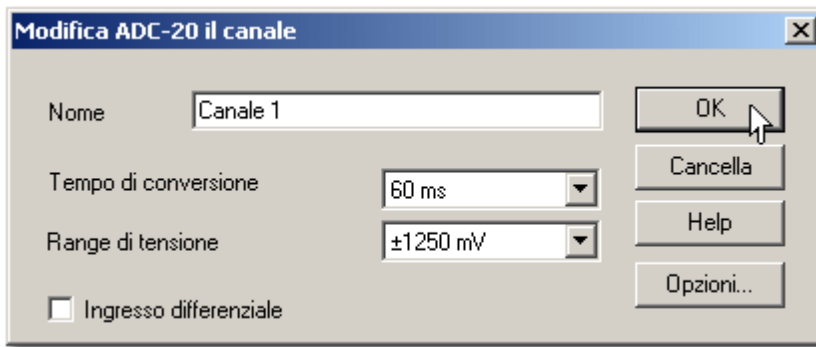 Modifica ADC-20 il canale
Nome Canale 1 OK
Tempo di conversione 60 ms Cancella
Range di tensione ±1250 mV Help
Ingresso differenziale Opzioni...